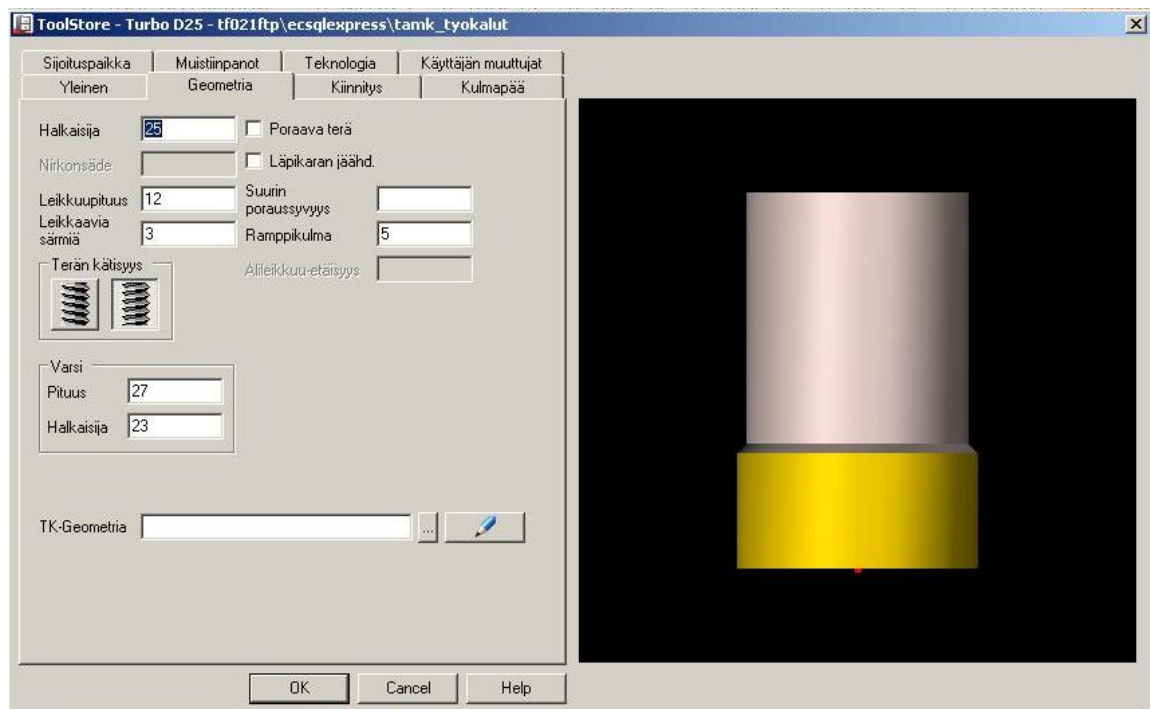 ToolStore - Turbo D25 - tf021ftp\ecsqlexpress\tamk_tyokalut
Sijoituspaikka Muistiinpanot Teknologia Käyttäjän muuttujat
Yleinen Geometria Kiinnitys Kulmapää
Halkaisija 25 Poraava terä
Nirkonsäde Läpikaran jäähd.
Leikkuupituus 12 Suurin poraussyvyys
Leikkaavia särmiä 3 Ramppikulma 5
Terän kätisyys Alileikkuu-etäisyys
Varsi
Pituus 27
Halkaisija 23
TK-Geometria ...
OK Cancel Help